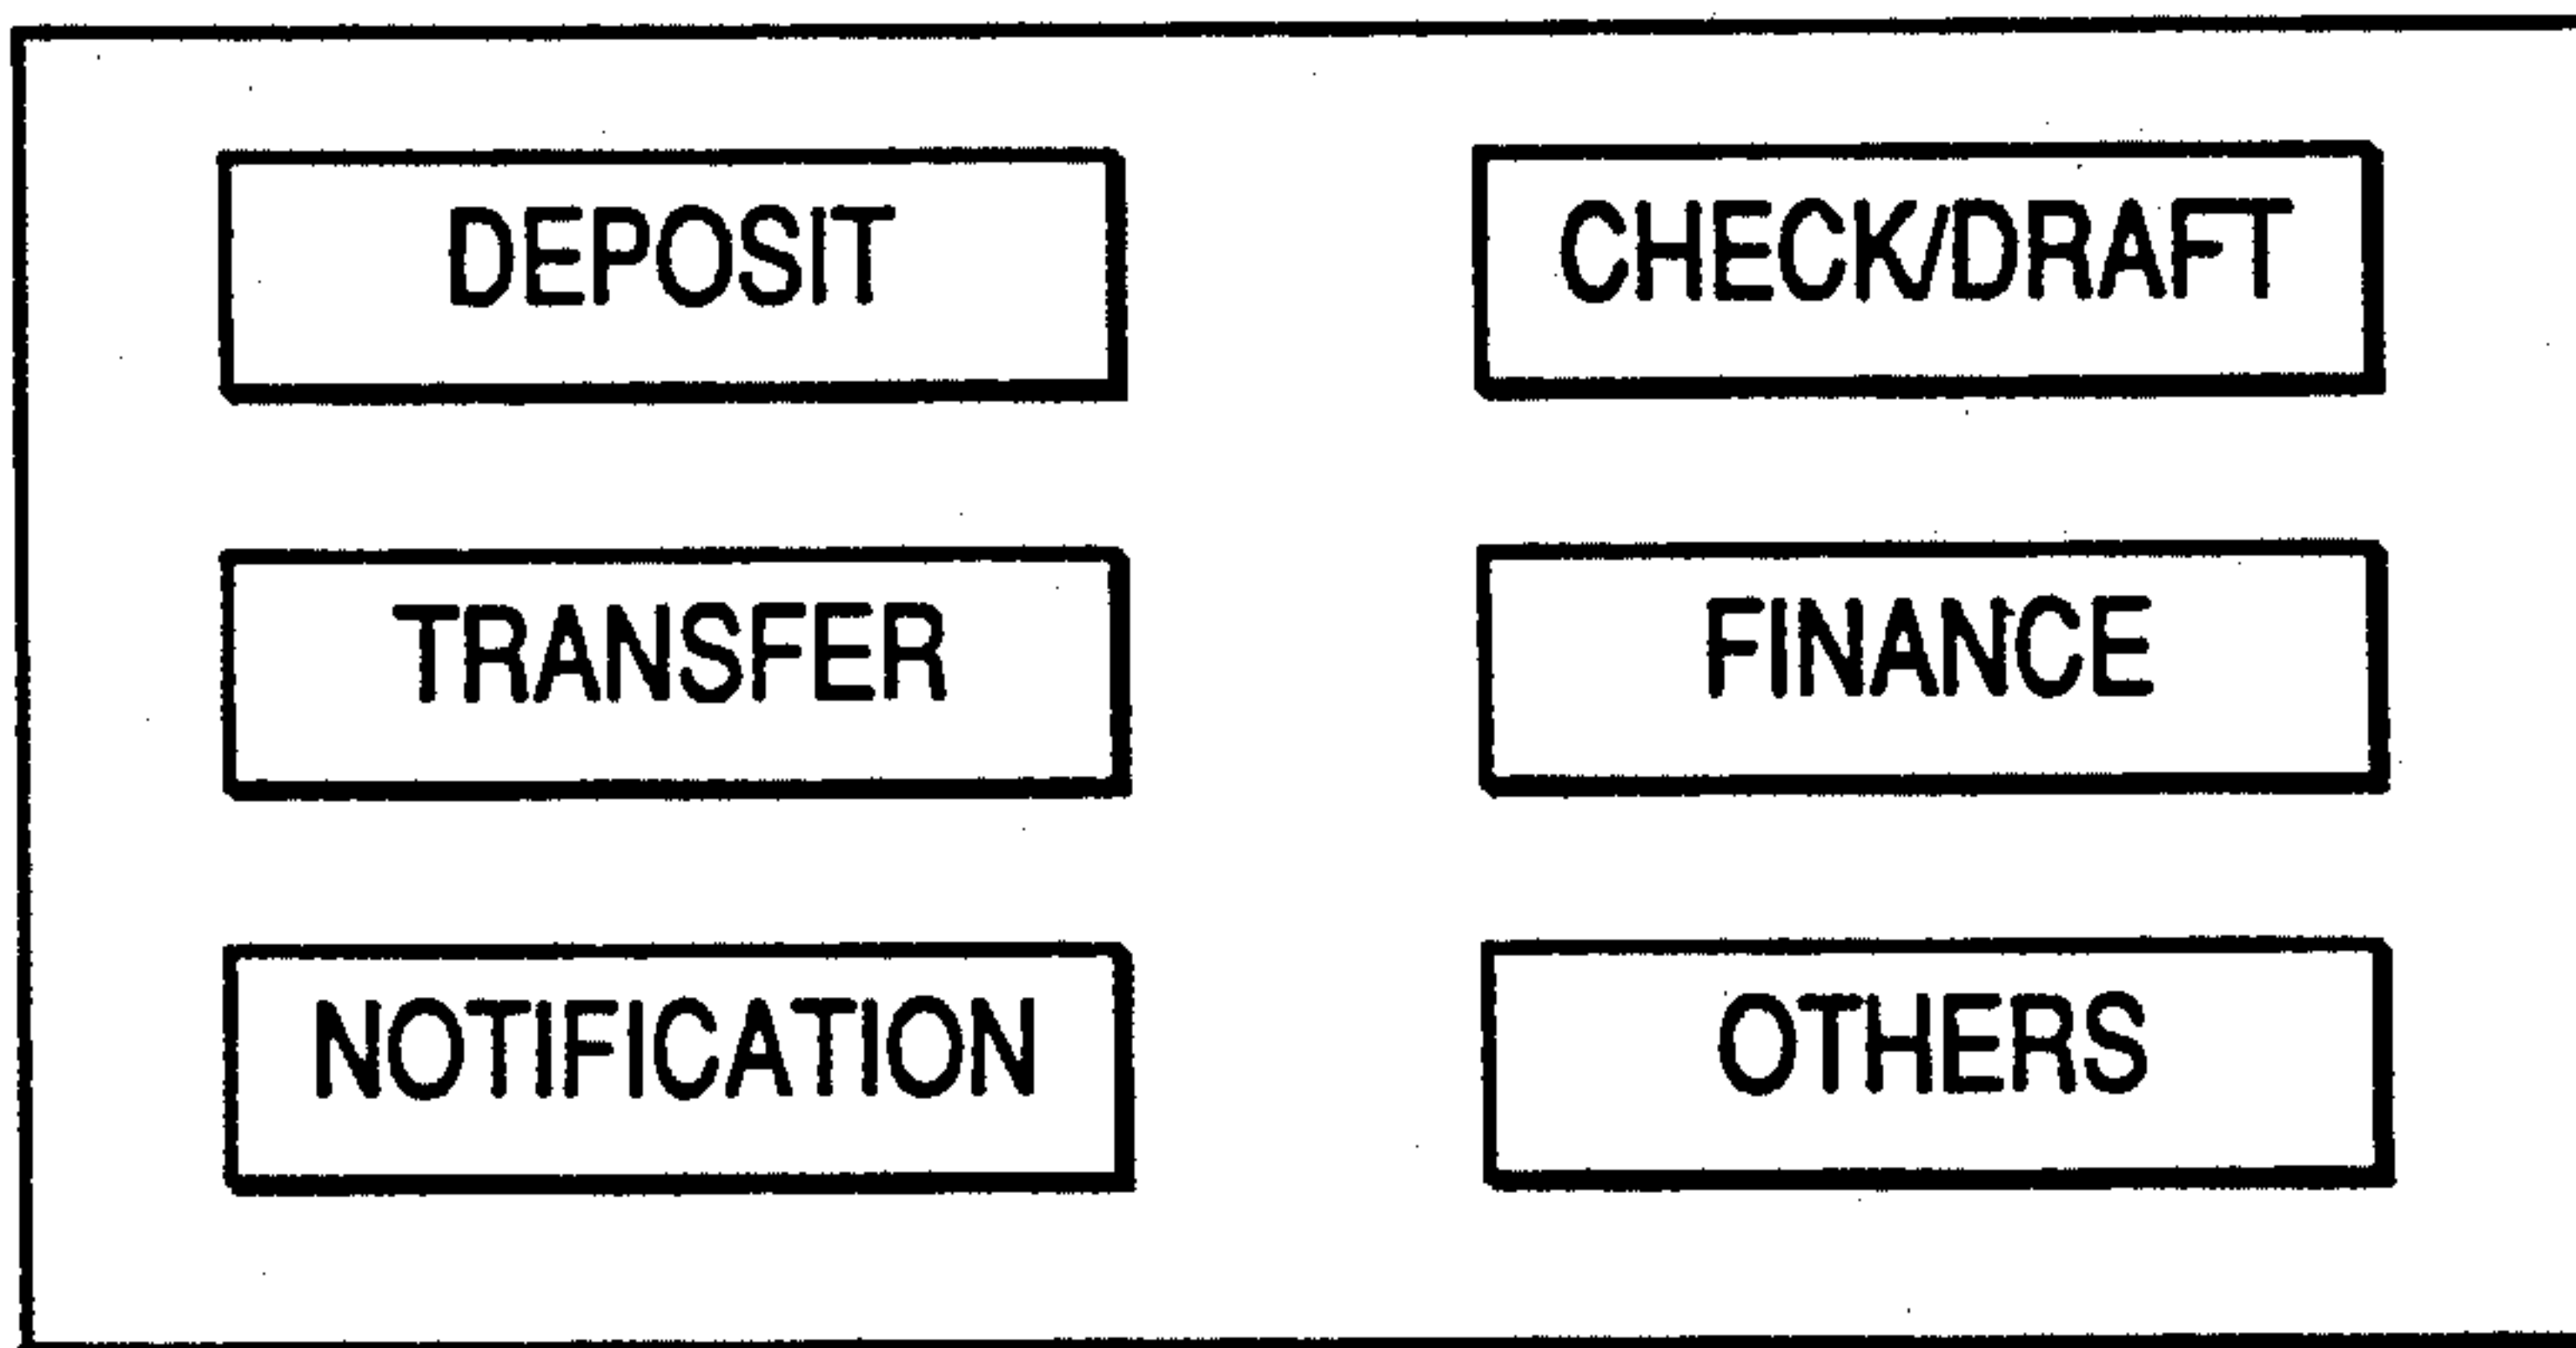 DEPOSIT
CHECK/DRAFT
TRANSFER
FINANCE
NOTIFICATION
OTHERS